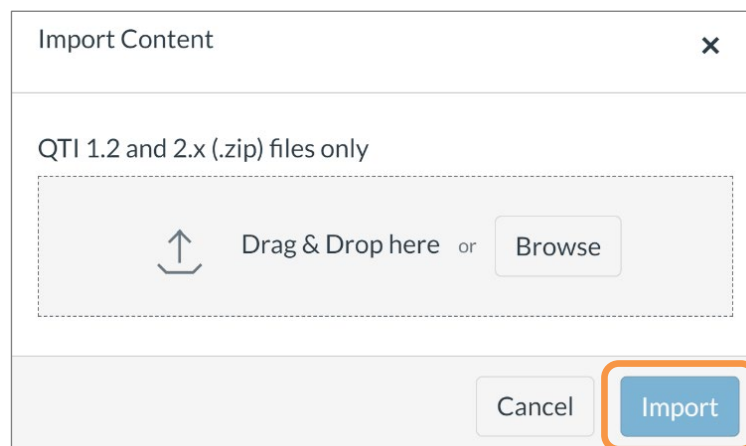 Import Content ×
QTI 1.2 and 2.x (.zip) files only
Drag & Drop here or Browse
Cancel Import